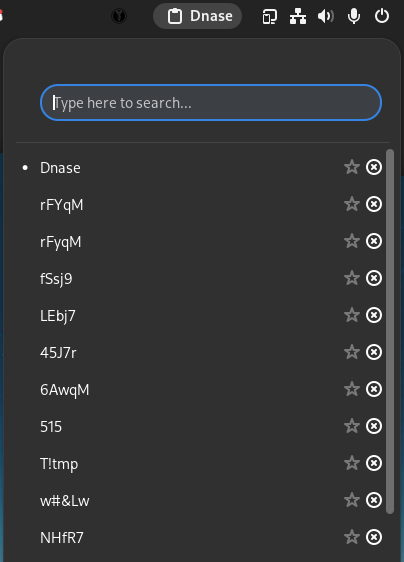 Dnase
Type here to search...
Dnase
rFYqM
rFyqM
fSsj9
LEbj7
45J7r
6AwqM
515
T!tmp
w#&Lw
NHfR7